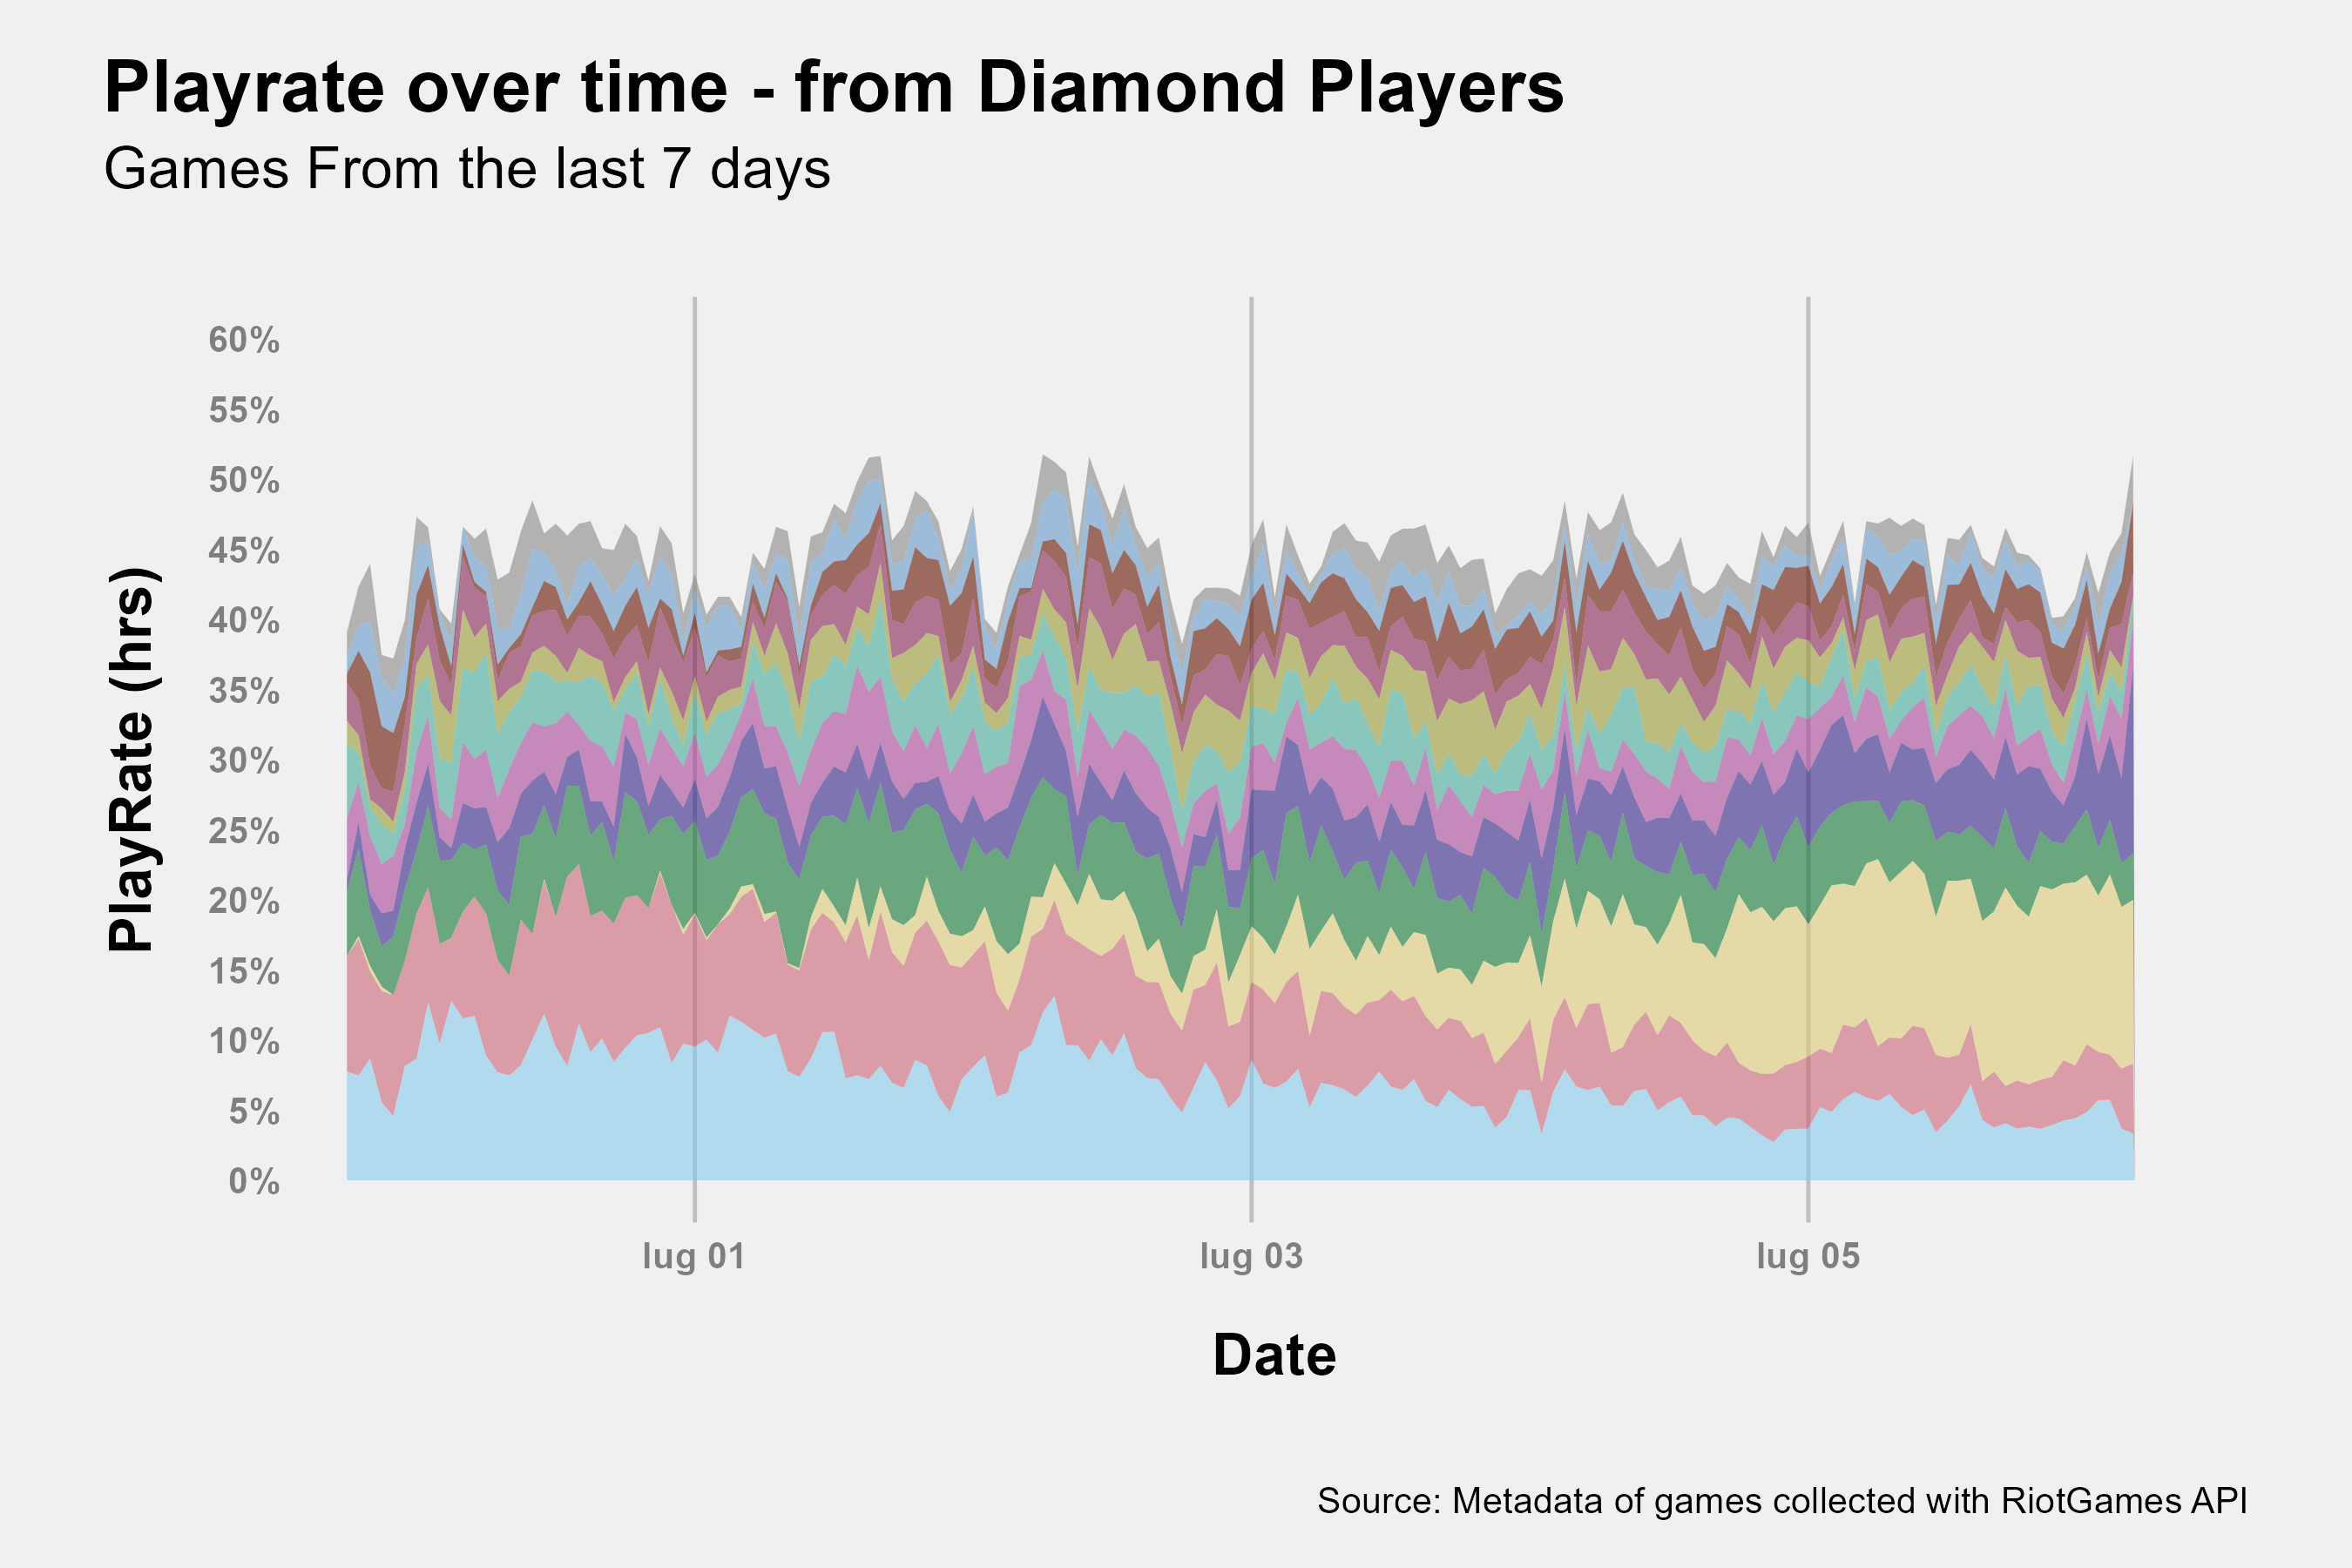 Playrate over time - from Diamond Players
Games From the last 7 days
60%
55%
50%
45%
40%
35%
30%
25%
20%
15%
10%
5%
0%
PlayRate (hrs)
lug 01
lug 03
lug 05
Date
Source: Metadata of games collected with RiotGames API